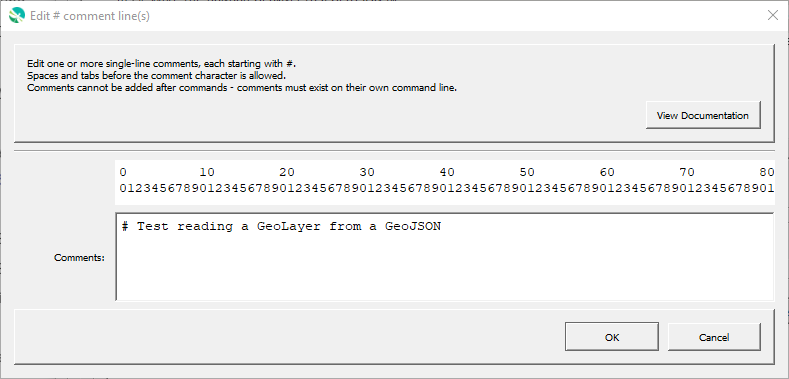 Edit # comment line(s)
Edit one or more single-line comments, each starting with #.
Spaces and tabs before the comment character is allowed.
Comments cannot be added after commands - comments must exist on their own command line.
View Documentation
0         10        20        30        40        50        60        70        80
0123456789012345678901234567890123456789012345678901234567890123456789012345678901
# Test reading a GeoLayer from a GeoJSON
Comments:
OK
Cancel